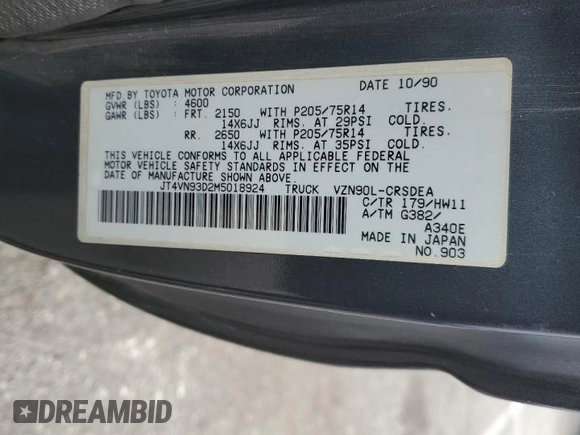 MFD.BY TOYOTA MOTOR CORPORATION DATE 10/90
GVWR (LBS) : 4600
GAWR (LBS) : FRT. 2150 WITH P205/75R14 TIRES.
14X6JJ RIMS. AT 29PSI COLD.
RR. 2650 WITH P205/75R14 TIRES.
14X6JJ RIMS. AT 35PSI COLD.
THIS VEHICLE CONFORMS TO ALL APPLICABLE FEDERAL
MOTOR VEHICLE SAFETY STANDARDS IN EFFECT ON THE
DATE OF MANUFACTURE SHOWN ABOVE.
JT4VN93D2M5018924 TRUCK VZN90L-CRSDEA
C/TR 179/HW11
A/TM G382/
A340E
MADE IN JAPAN
NO.903
DREAMBID